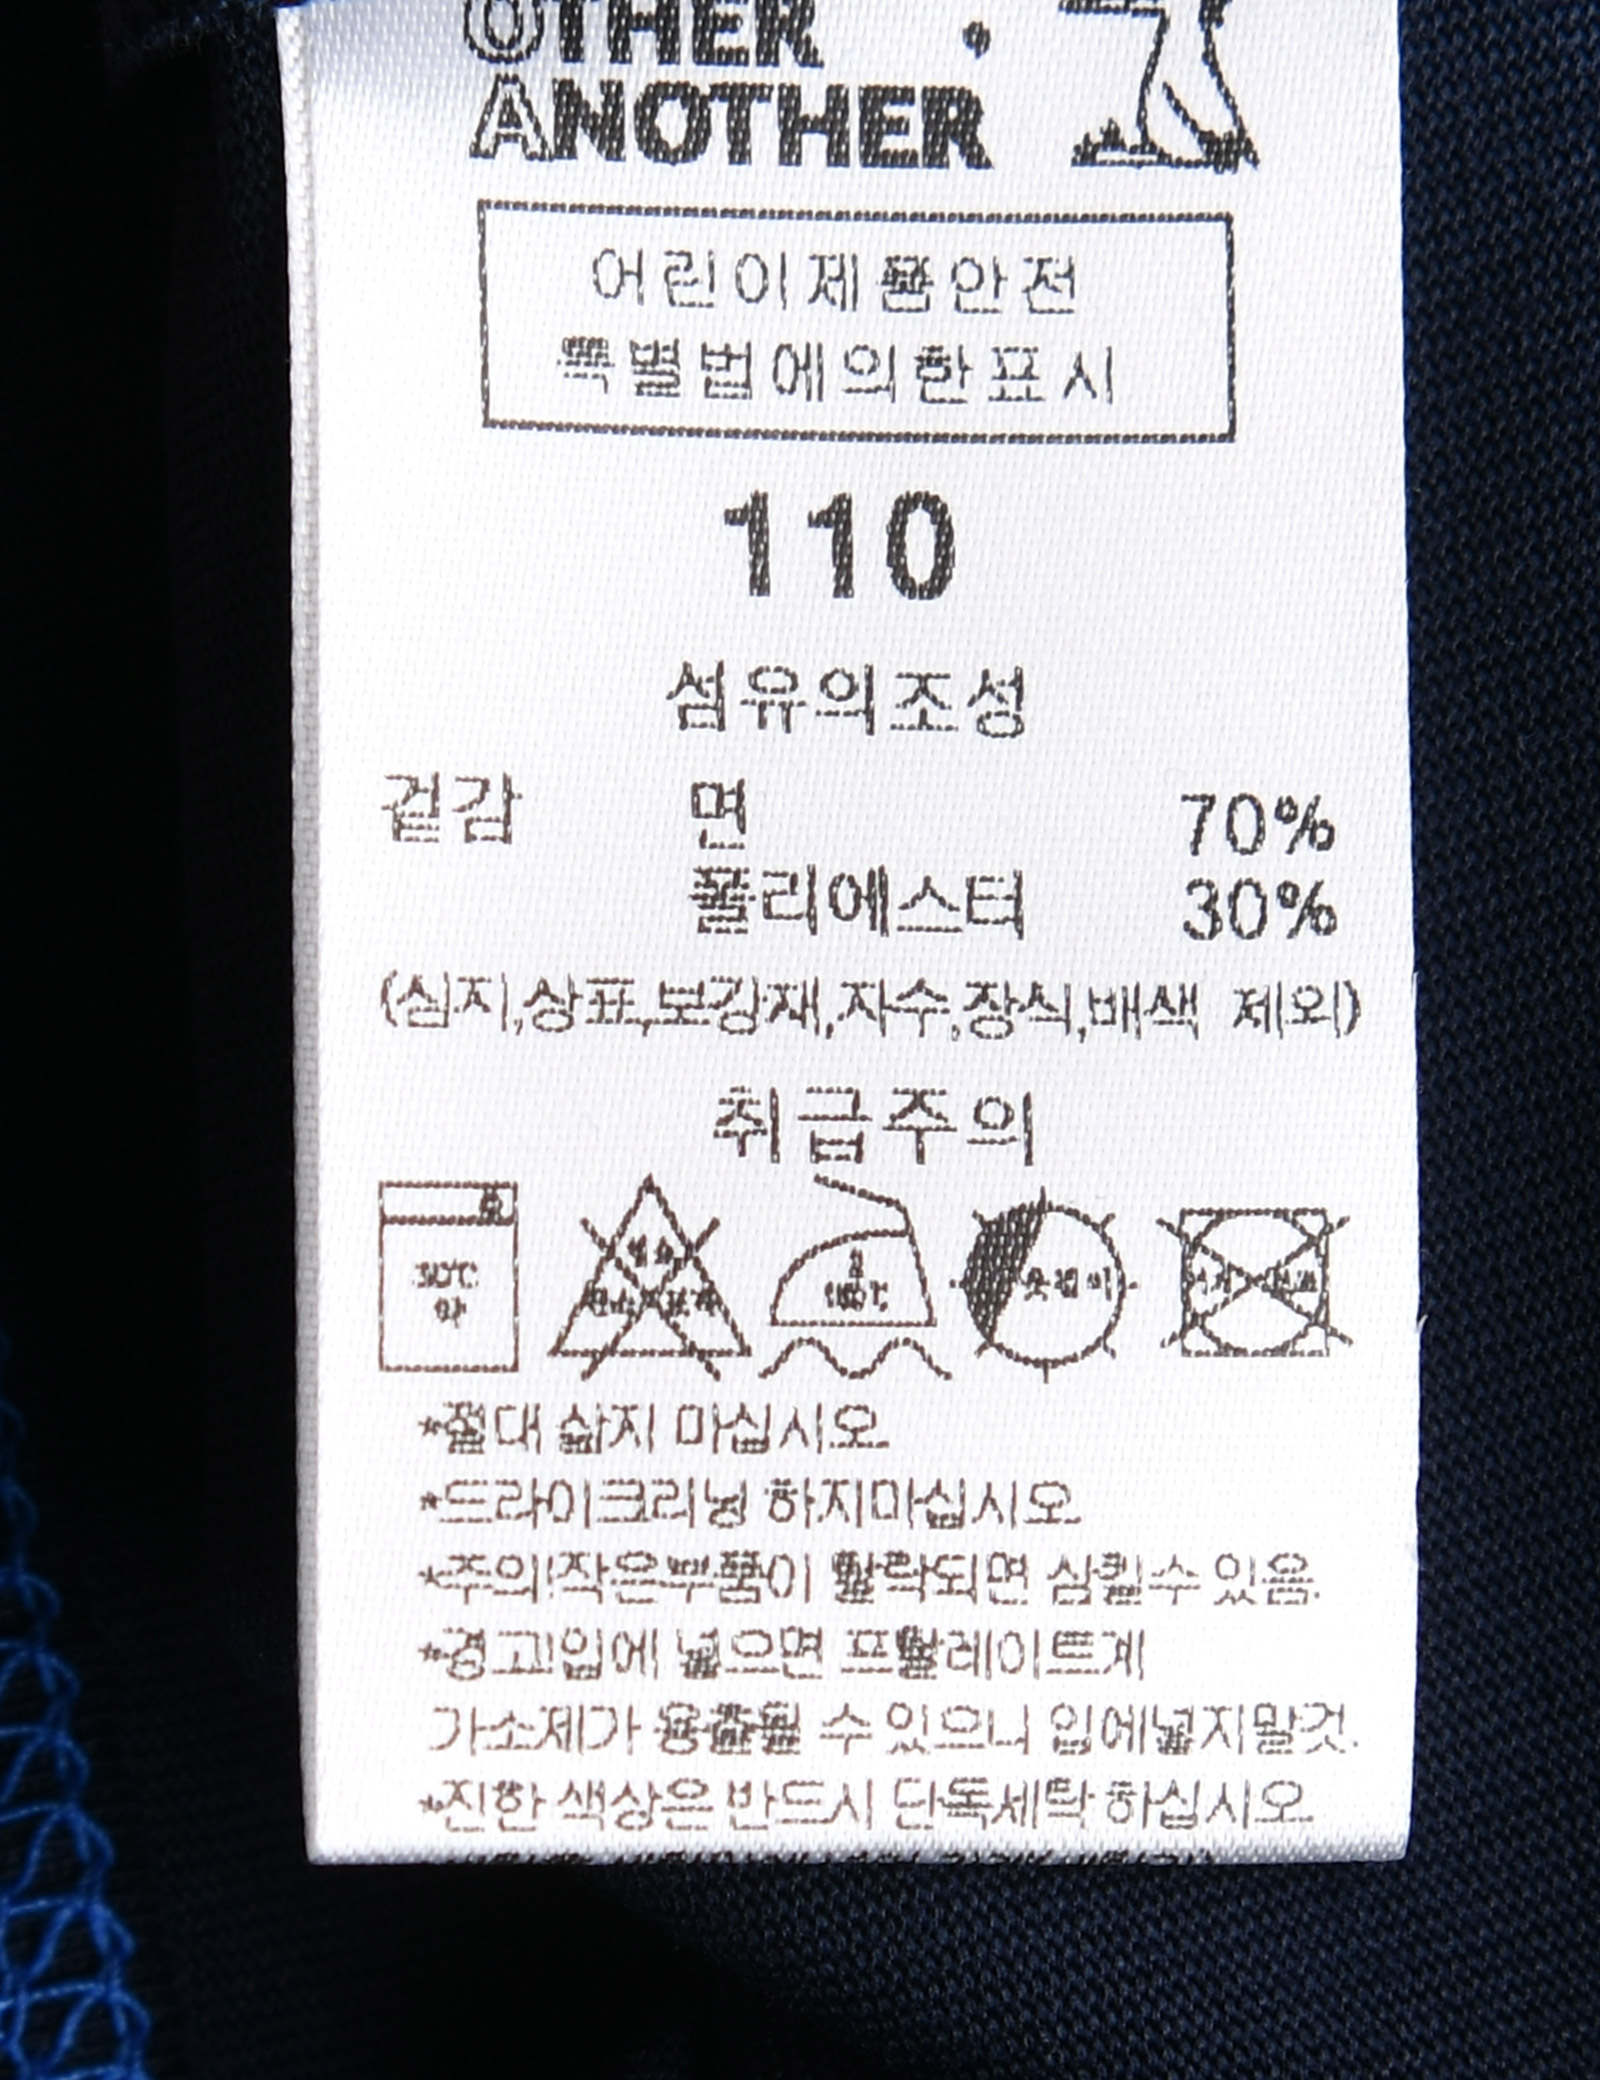 OTHER
ANOTHER
어린이제품안전
특별법에의한표시
110
섬유의조성
겉감 면 70%
폴리에스터 30%
(심지,상표,보강재,자수,장식,배색 제외)
취급주의
30℃
약
옷걸이
*절대 삶지 마십시오
*드라이크리닝 하지마십시오
*주의!작은부품이 탈락되면 삼킬수 있음.
*경고!입에 넣으면 프탈레이트계
가소제가 용출될 수 있으니 입에넣지말것.
*진한 색상은 반드시 단독세탁 하십시오